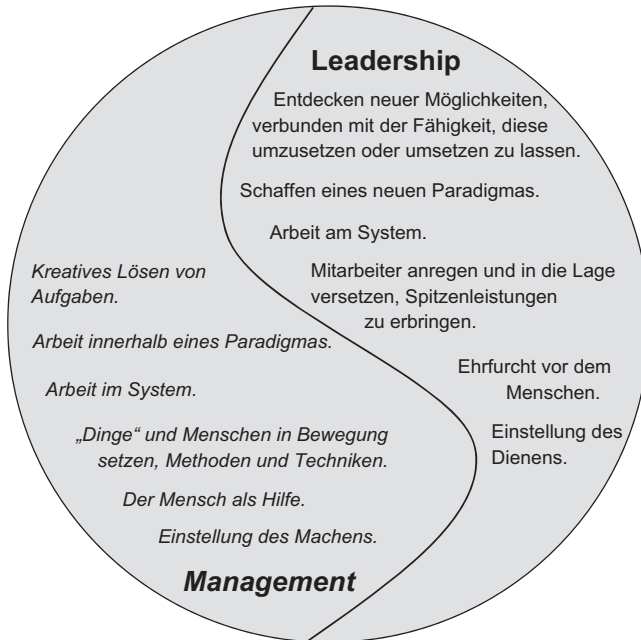 Leadership
Entdecken neuer Möglichkeiten,
verbunden mit der Fähigkeit, diese
umzusetzen oder umsetzen zu lassen.
Schaffen eines neuen Paradigmas.
Arbeit am System.
Mitarbeiter anregen und in die Lage
versetzen, Spitzenleistungen
zu erbringen.
Ehrfurcht vor dem
Menschen.
Einstellung des
Dienens.
Kreatives Lösen von
Aufgaben.
Arbeit innerhalb eines Paradigmas.
Arbeit im System.
„Dinge“ und Menschen in Bewegung
setzen, Methoden und Techniken.
Der Mensch als Hilfe.
Einstellung des Machens.
Management